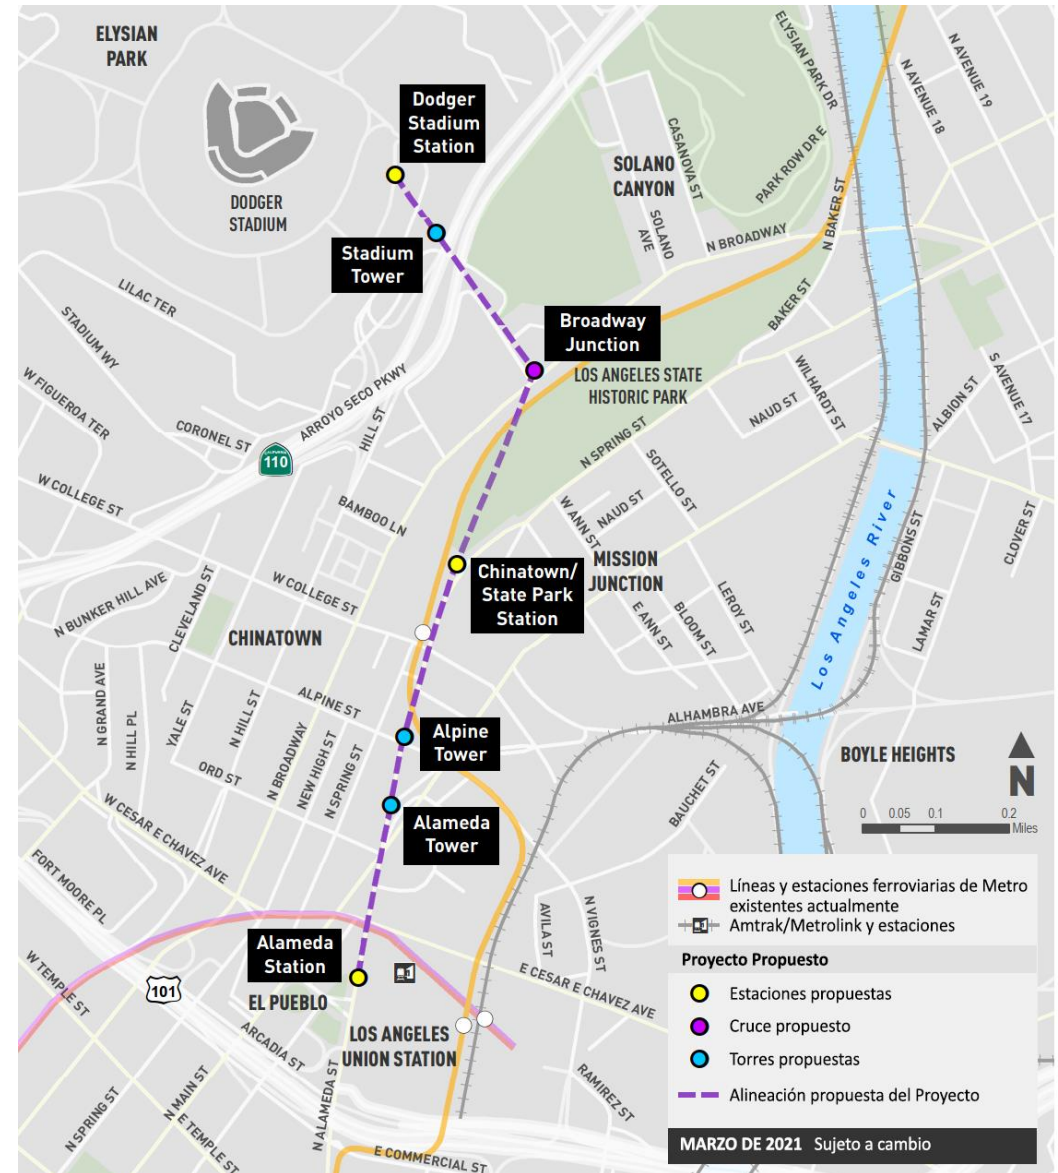 ELYSIAN
PARK
Dodger
Stadium
Station
DODGER
STADIUM
Stadium
Tower
ELYSIAN PARK DR
N AVENUE 19
N AVENUE 18
CASANOVA ST
PARK ROW DR E
SOLANO
CANYON
SOLANO
AVE
N BROADWAY
N BAKER ST
BAKER ST
LILAC TER
STADIUM WY
W FIGUEROA TER
CORONEL ST
ARROYO SECO PKWY
HILL ST
CALIFORNIA
110
Broadway
Junction
LOS ANGELES STATE
HISTORIC PARK
WILHARDT ST
NAUD ST
ALBION ST
S AVENUE 17
N SPRING ST
SOTELLO ST
W COLLEGE ST
BAMBOO LN
W ANN ST
NAUD ST
MISSION
JUNCTION
Los Angeles River
GIBBONS ST
CLOVER ST
Chinatown/
State Park
Station
N BUNKER HILL AVE
CLEVELAND ST
W COLLEGE ST
CHINATOWN
E ANN ST
BLOOM ST
LEROY ST
LAMAR ST
N GRAND AVE
N HILL PL
YALE ST
N HILL ST
ALPINE ST
ORD ST
N BROADWAY
NEW HIGH ST
N SPRING ST
Alpine
Tower
ALHAMBRA AVE
BOYLE HEIGHTS
N
BAUCHET ST
Alameda
Tower
W CESAR E CHAVEZ AVE
FORT MOORE PL
0 0.05 0.1 0.2
Miles
AVILA ST
N VIGNES ST
E CESAR E CHAVEZ AVE
Alameda
Station
W TEMPLE ST
101
EL PUEBLO
LOS ANGELES
UNION STATION
ARCADIA ST
N MAIN ST
N SPRING ST
E TEMPLE ST
N ALAMEDA ST
RAMIREZ ST
E COMMERCIAL ST
Líneas y estaciones ferroviarias de Metro
existentes actualmente
Amtrak/Metrolink y estaciones
Proyecto Propuesto
Estaciones propuestas
Cruce propuesto
Torres propuestas
Alineación propuesta del Proyecto
MARZO DE 2021 Sujeto a cambio